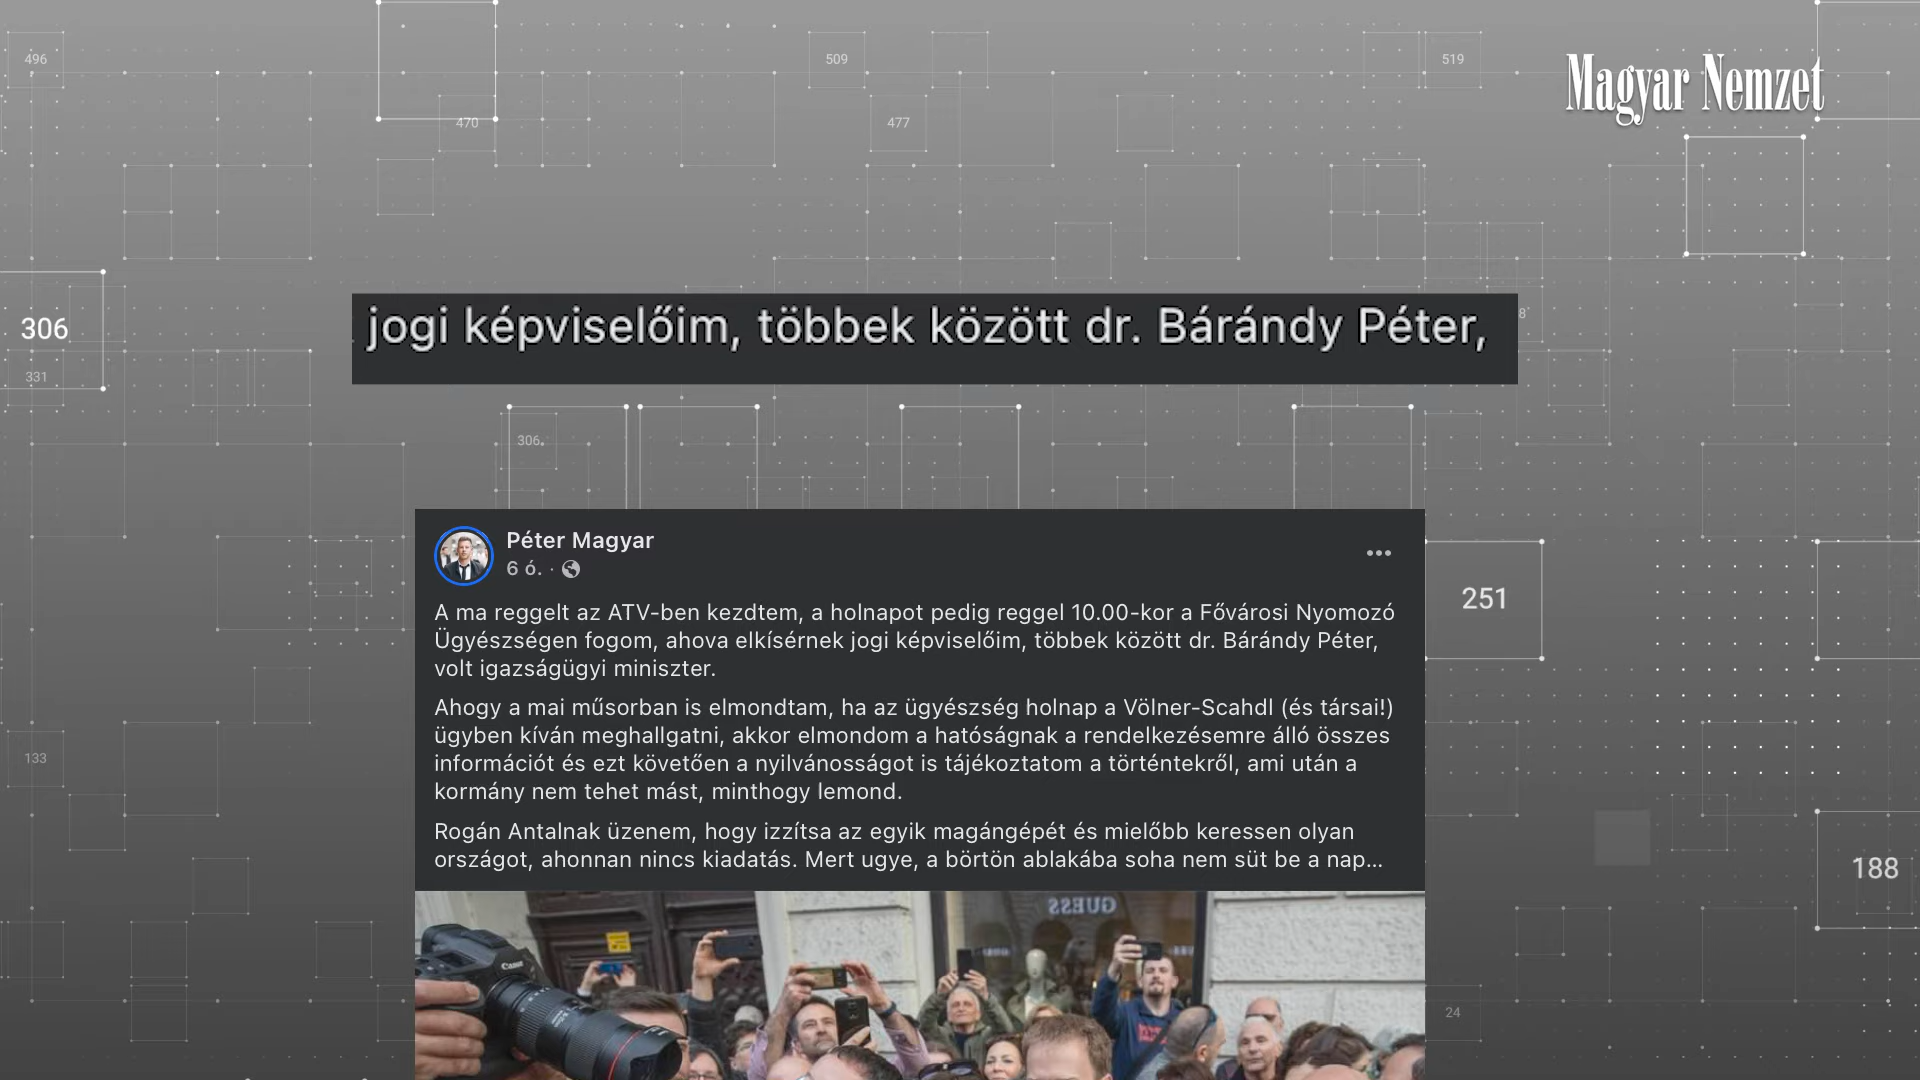 496
509
519
Magyar Nemzet
470
477
306
331
jogi képviselőim, többek között dr. Bárándy Péter,
8
306
Péter Magyar
6 ó. ·
A ma reggelt az ATV-ben kezdtem, a holnapot pedig reggel 10.00-kor a Fővárosi Nyomozó
Ügyészségen fogom, ahova elkísérnek jogi képviselőim, többek között dr. Bárándy Péter,
volt igazságügyi miniszter.
Ahogy a mai műsorban is elmondtam, ha az ügyészség holnap a Völner-Scahdl (és társai!)
ügyben kíván meghallgatni, akkor elmondom a hatóságnak a rendelkezésemre álló összes
információt és ezt követően a nyilvánosságot is tájékoztatom a történtekről, ami után a
kormány nem tehet mást, minthogy lemond.
Rogán Antalnak üzenem, hogy izzítsa az egyik magángépét és mielőbb keressen olyan
országot, ahonnan nincs kiadatás. Mert ugye, a börtön ablakába soha nem süt be a nap...
251
133
188
GUESS
Canon
24